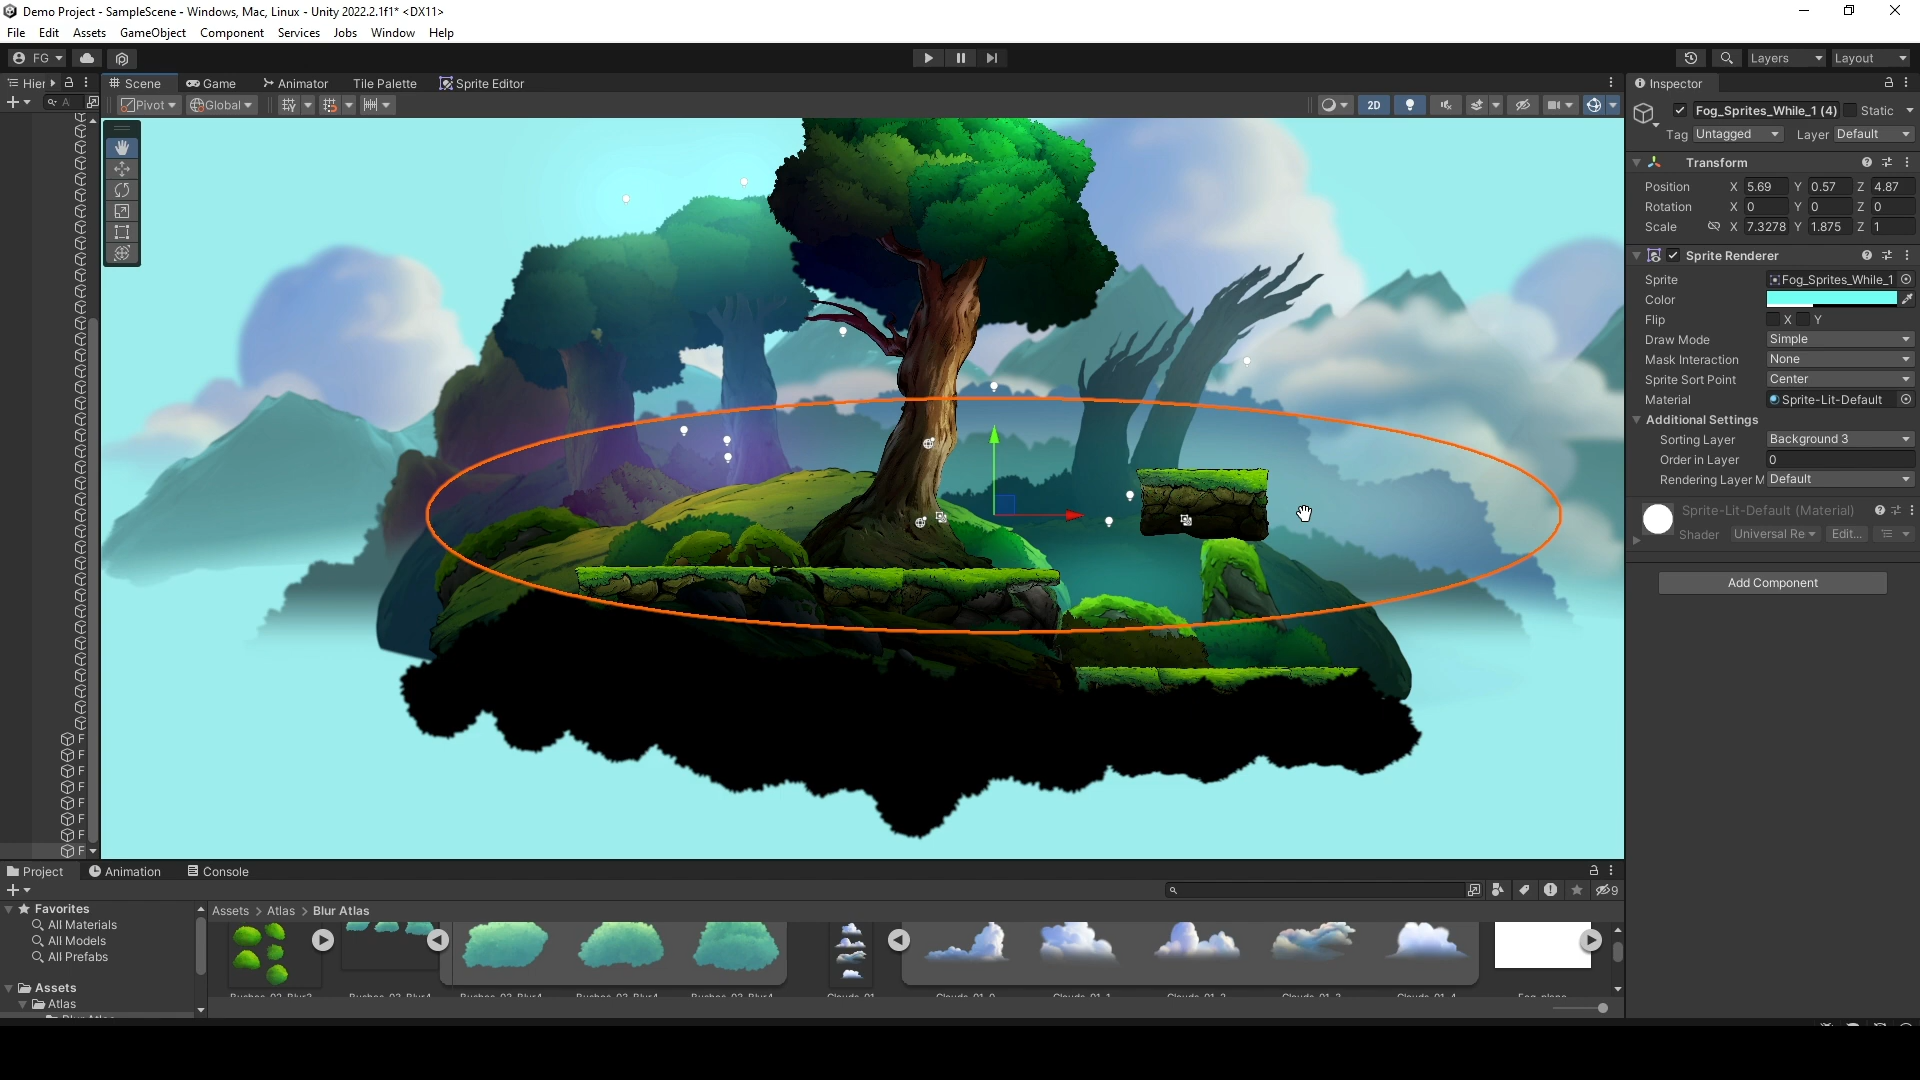 Demo Project - SampleScene - Windows, Mac, Linux - Unity 2022.2.1f1* <DX11>
File Edit Assets GameObject Component Services Jobs Window Help
FG
Layers
Layout
Hier
Scene
Game
Animator
Tile Palette
Sprite Editor
A
Pivot
Global
2D
F
F
F
F
F
F
F
F
Inspector
Fog_Sprites_While_1 (4)
Static
Tag Untagged
Layer Default
Transform
Position X 5.69 Y 0.57 Z 4.87
Rotation X 0 Y 0 Z 0
Scale X 7.3278 Y 1.875 Z 1
Sprite Renderer
Sprite Fog_Sprites_While_1
Color
Flip X Y
Draw Mode Simple
Mask Interaction None
Sprite Sort Point Center
Material Sprite-Lit-Default
Additional Settings
Sorting Layer Background 3
Order in Layer 0
Rendering Layer M Default
Sprite-Lit-Default (Material)
Shader Universal Re Edit...
Add Component
Project
Animation
Console
9
Favorites
All Materials
All Models
All Prefabs
Assets
Atlas
Assets > Atlas > Blur Atlas